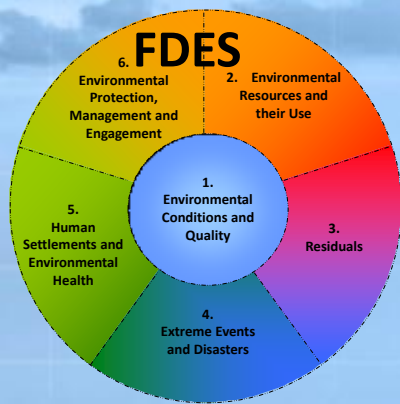 FDES
1.
Environmental
Conditions and
Quality
2. Environmental
Resources and
their Use
3.
Residuals
4.
Extreme Events
and Disasters
5.
Human
Settlements and
Environmental
Health
6.
Environmental
Protection,
Management and
Engagement